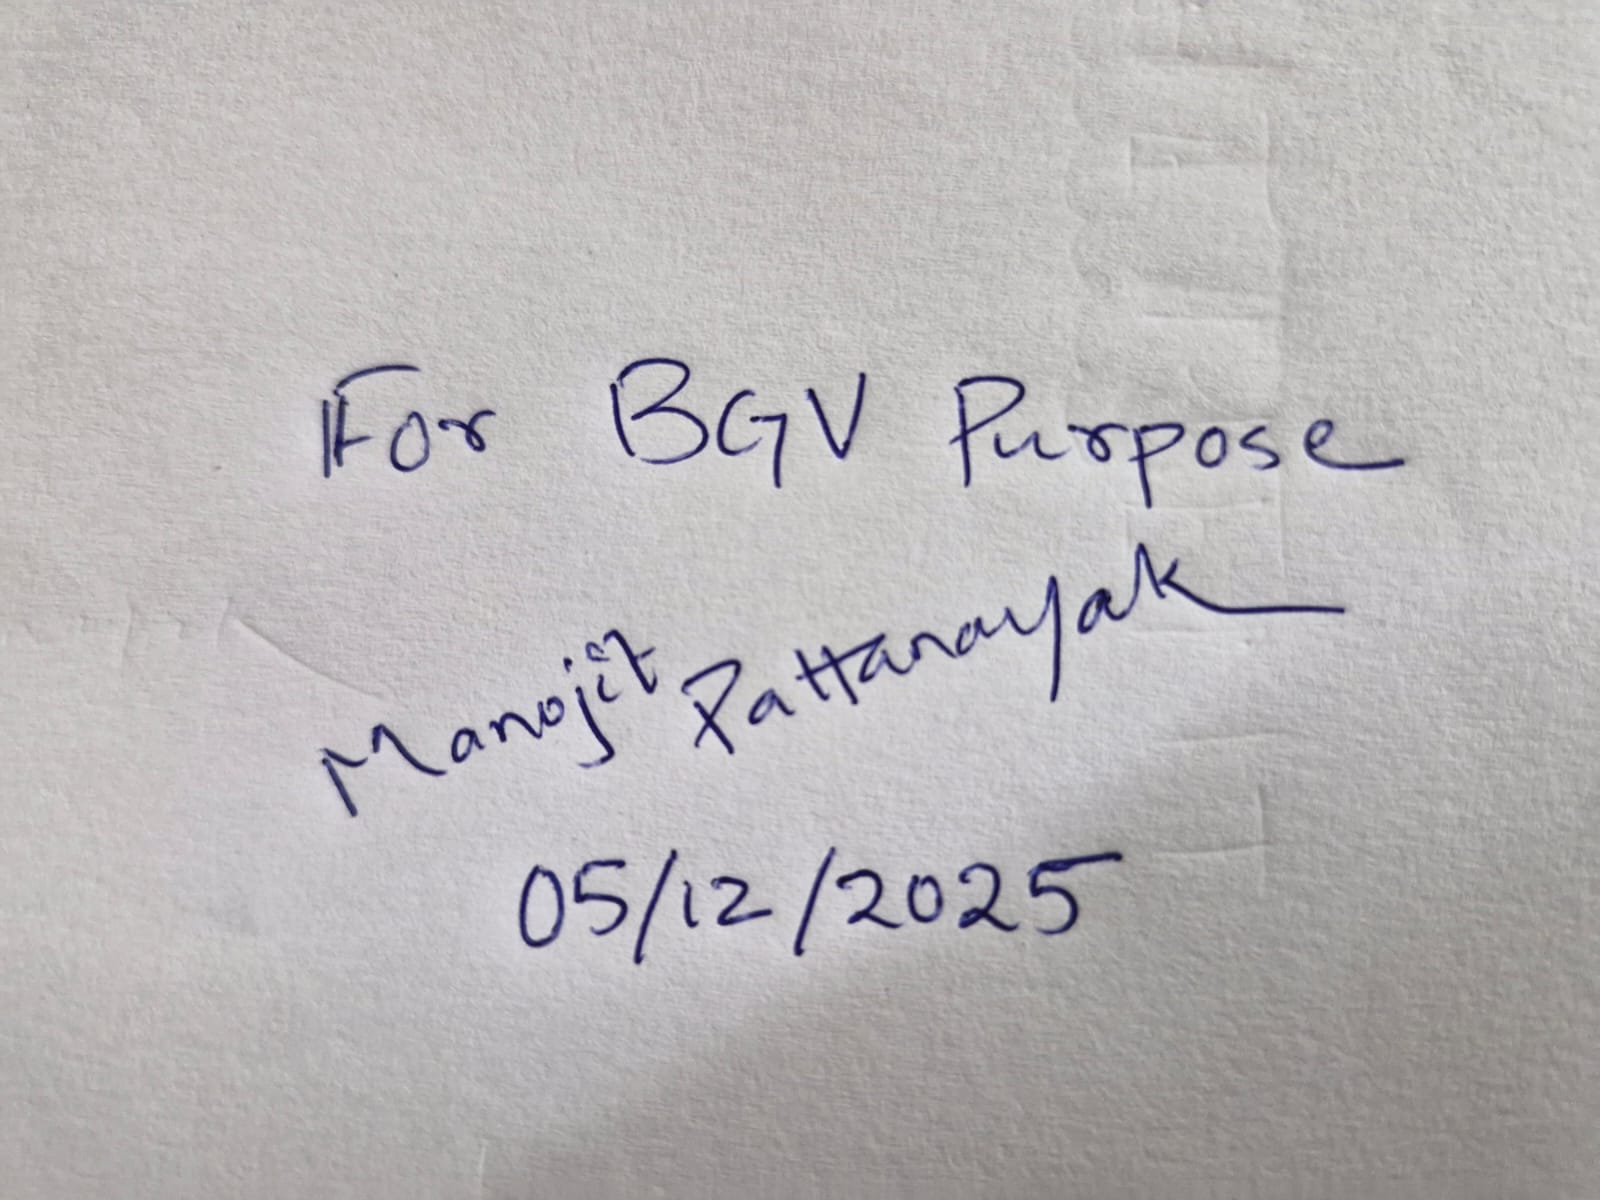 For BGV Purpose
Manojit Pattanayak
05/12/2025